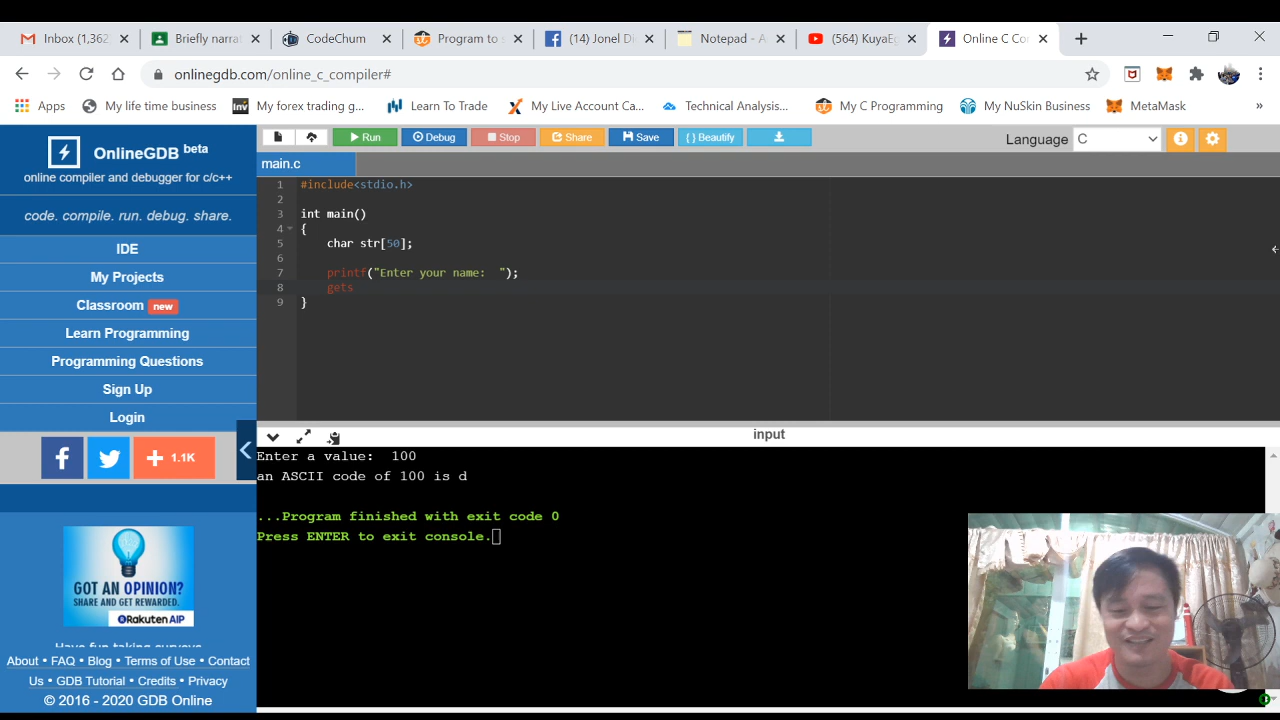 Inbox (1,362
Briefly narrat
CodeChum
Program to s
(14) Jonel Di
Notepad - A
(564) KuyaEg
Online C Co
onlinegdb.com/online_c_compiler#
Apps
My life time business
My forex trading g...
Learn To Trade
My Live Account Ca...
Technical Analysis...
My C Programming
My NuSkin Business
MetaMask
»
OnlineGDB beta
online compiler and debugger for c/c++
code. compile. run. debug. share.
IDE
My Projects
Classroom new
Learn Programming
Programming Questions
Sign Up
Login
1.1K
GOT AN OPINION?
SHARE AND GET REWARDED.
Rakuten AIP
Have fun taking surveys
About • FAQ • Blog • Terms of Use • Contact
Us • GDB Tutorial • Credits • Privacy
© 2016 - 2020 GDB Online
Run
Debug
Stop
Share
Save
{ } Beautify
Language C
main.c
1 #include<stdio.h>
2
3 int main()
4 {
5 char str[50];
6
7 printf("Enter your name:  ");
8 gets
9 }
input
Enter a value:  100
an ASCII code of 100 is d
...Program finished with exit code 0
Press ENTER to exit console.